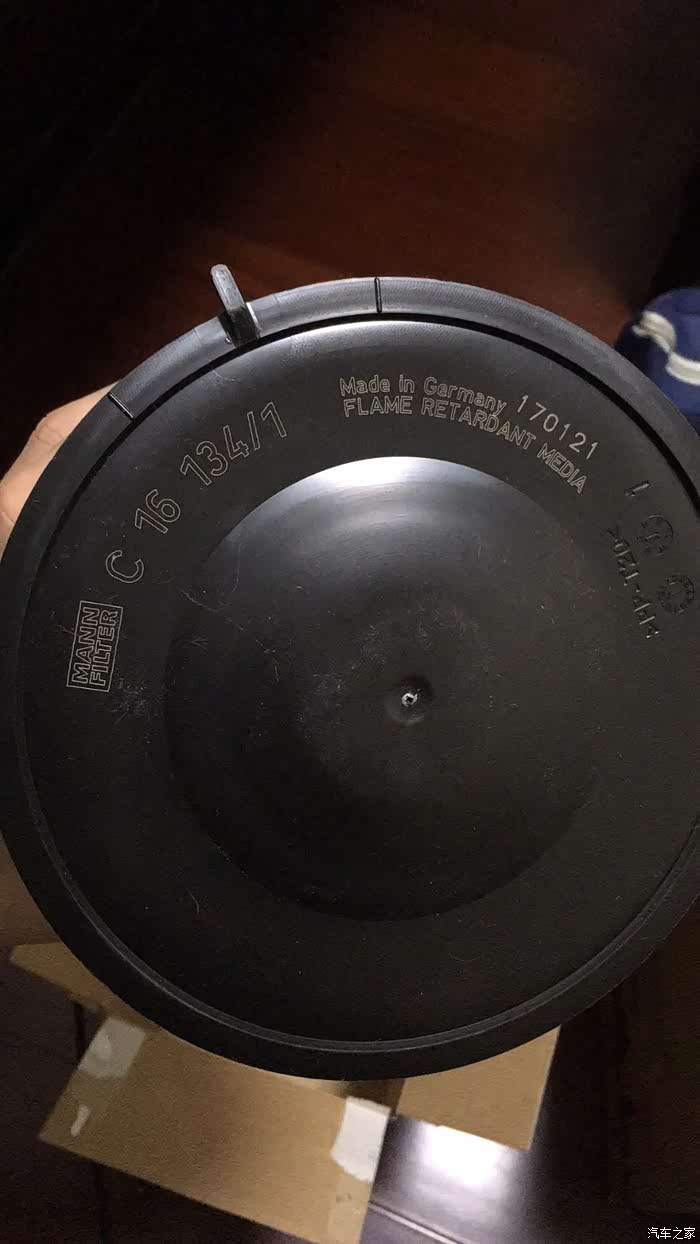 MANN
FILTER
C 16 134/1
Made in Germany 170121
FLAME RETARDANT MEDIA
汽车之家